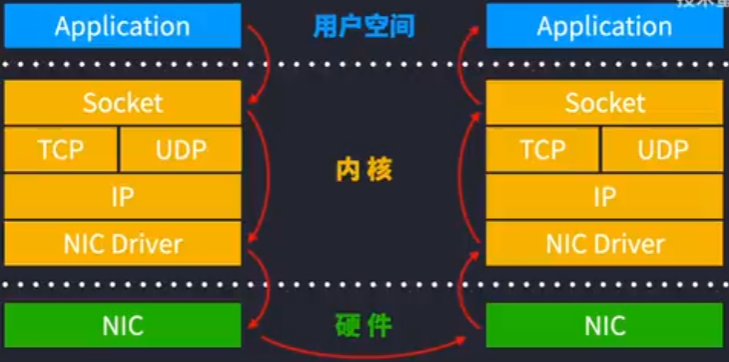 Application
用户空间
Application
Socket
Socket
TCP
UDP
内核
TCP
UDP
IP
IP
NIC Driver
NIC Driver
NIC
硬件
NIC